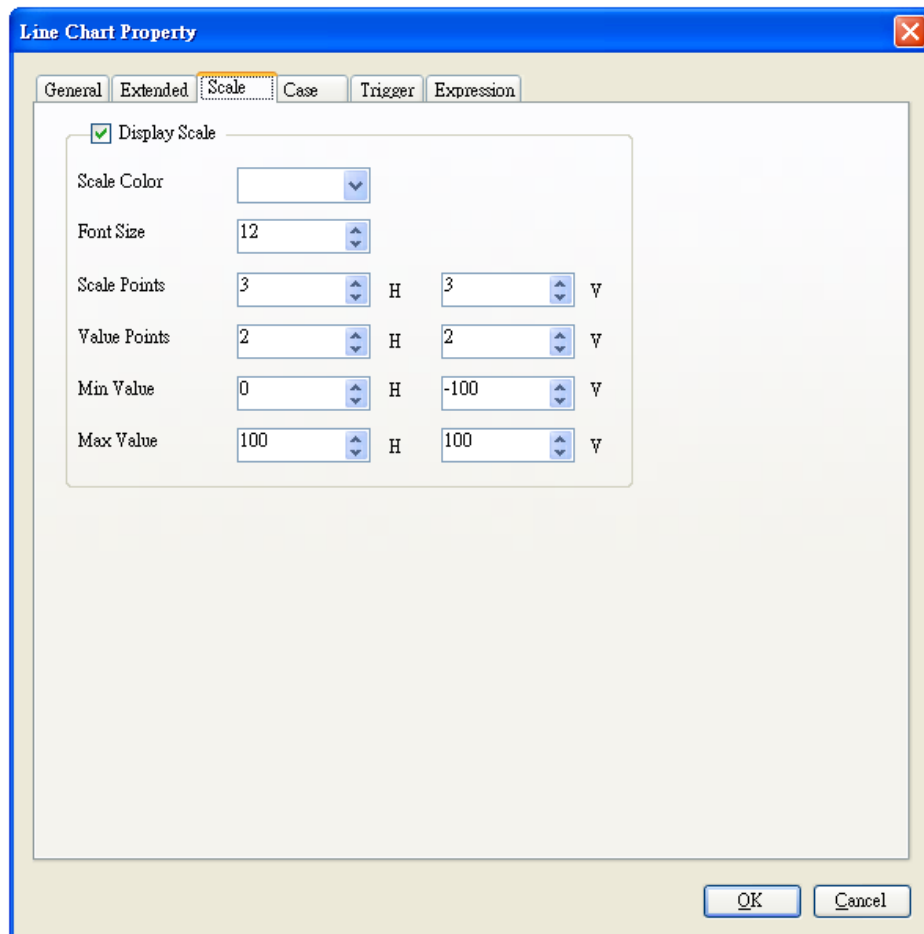 Line Chart Property
General Extended Scale Case Trigger Expression
Display Scale
Scale Color
Font Size 12
Scale Points 3 H 3 V
Value Points 2 H 2 V
Min Value 0 H -100 V
Max Value 100 H 100 V
OK Cancel